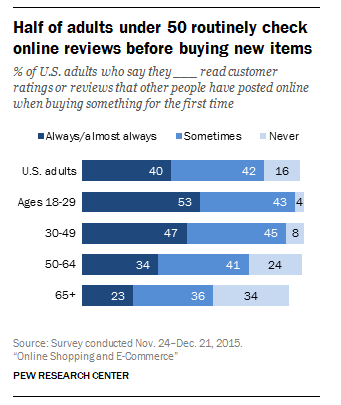 Half of adults under 50 routinely check
online reviews before buying new items
% of U.S. adults who say they ___ read customer
ratings or reviews that other people have posted online
when buying something for the first time
Always/almost always Sometimes Never
U.S. adults 40 42 16
Ages 18-29 53 43 4
30-49 47 45 8
50-64 34 41 24
65+ 23 36 34
Source: Survey conducted Nov. 24–Dec. 21, 2015.
"Online Shopping and E-Commerce"
PEW RESEARCH CENTER